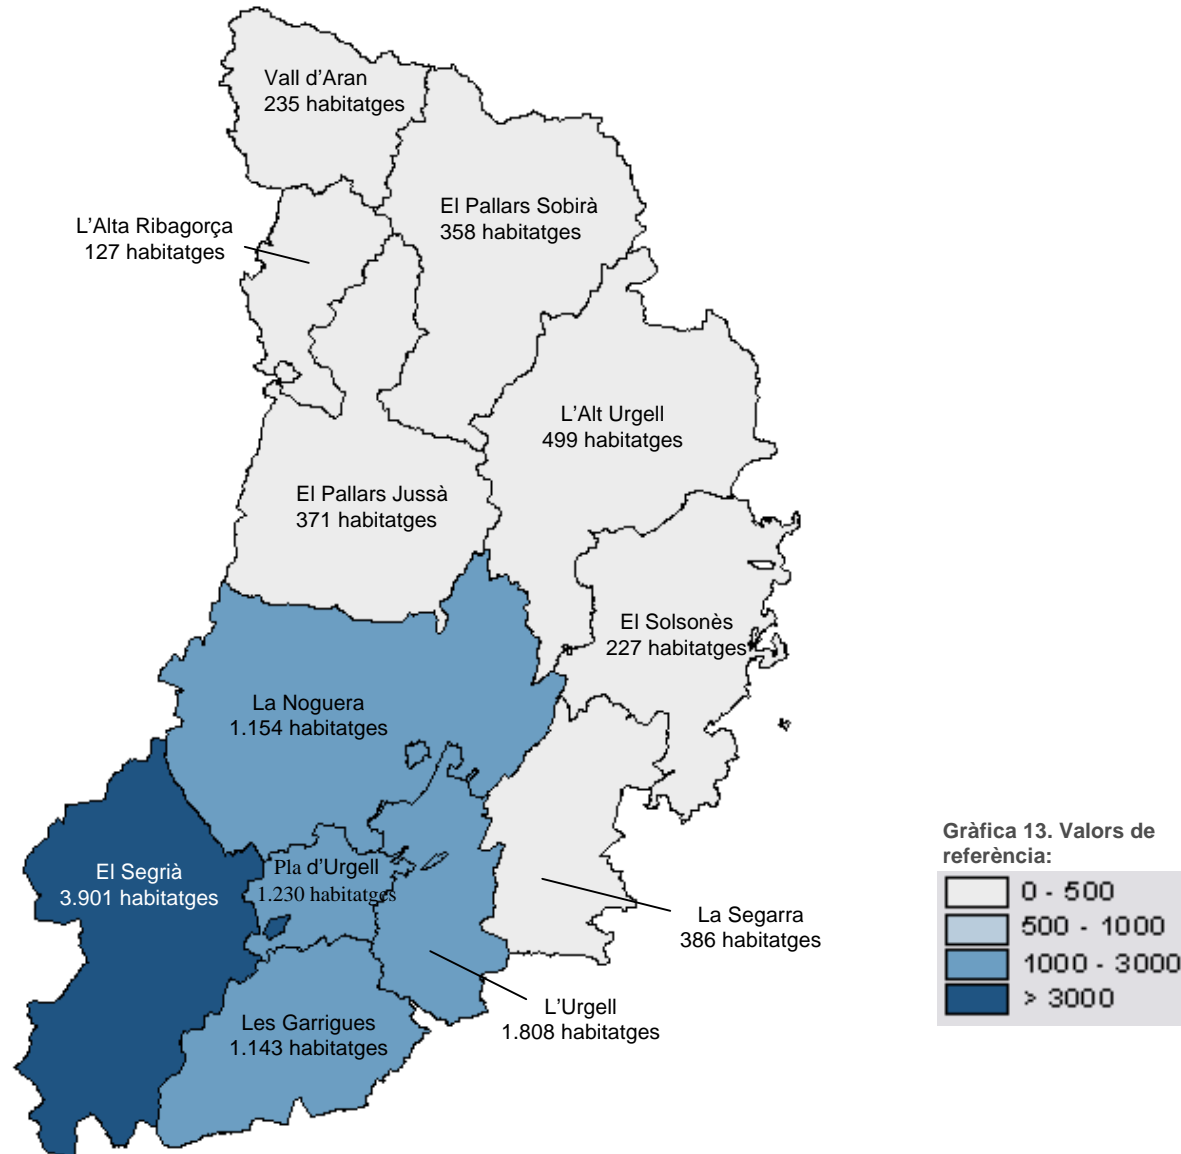 Vall d’Aran
235 habitatges
El Pallars Sobirà
358 habitatges
L’Alta Ribagorça
127 habitatges
L’Alt Urgell
499 habitatges
El Pallars Jussà
371 habitatges
El Solsonès
227 habitatges
La Noguera
1.154 habitatges
El Segrià
3.901 habitatges
Pla d’Urgell
1.230 habitatges
La Segarra
386 habitatges
L’Urgell
1.808 habitatges
Les Garrigues
1.143 habitatges
Gràfica 13. Valors de
referència:
0 - 500
500 - 1000
1000 - 3000
> 3000